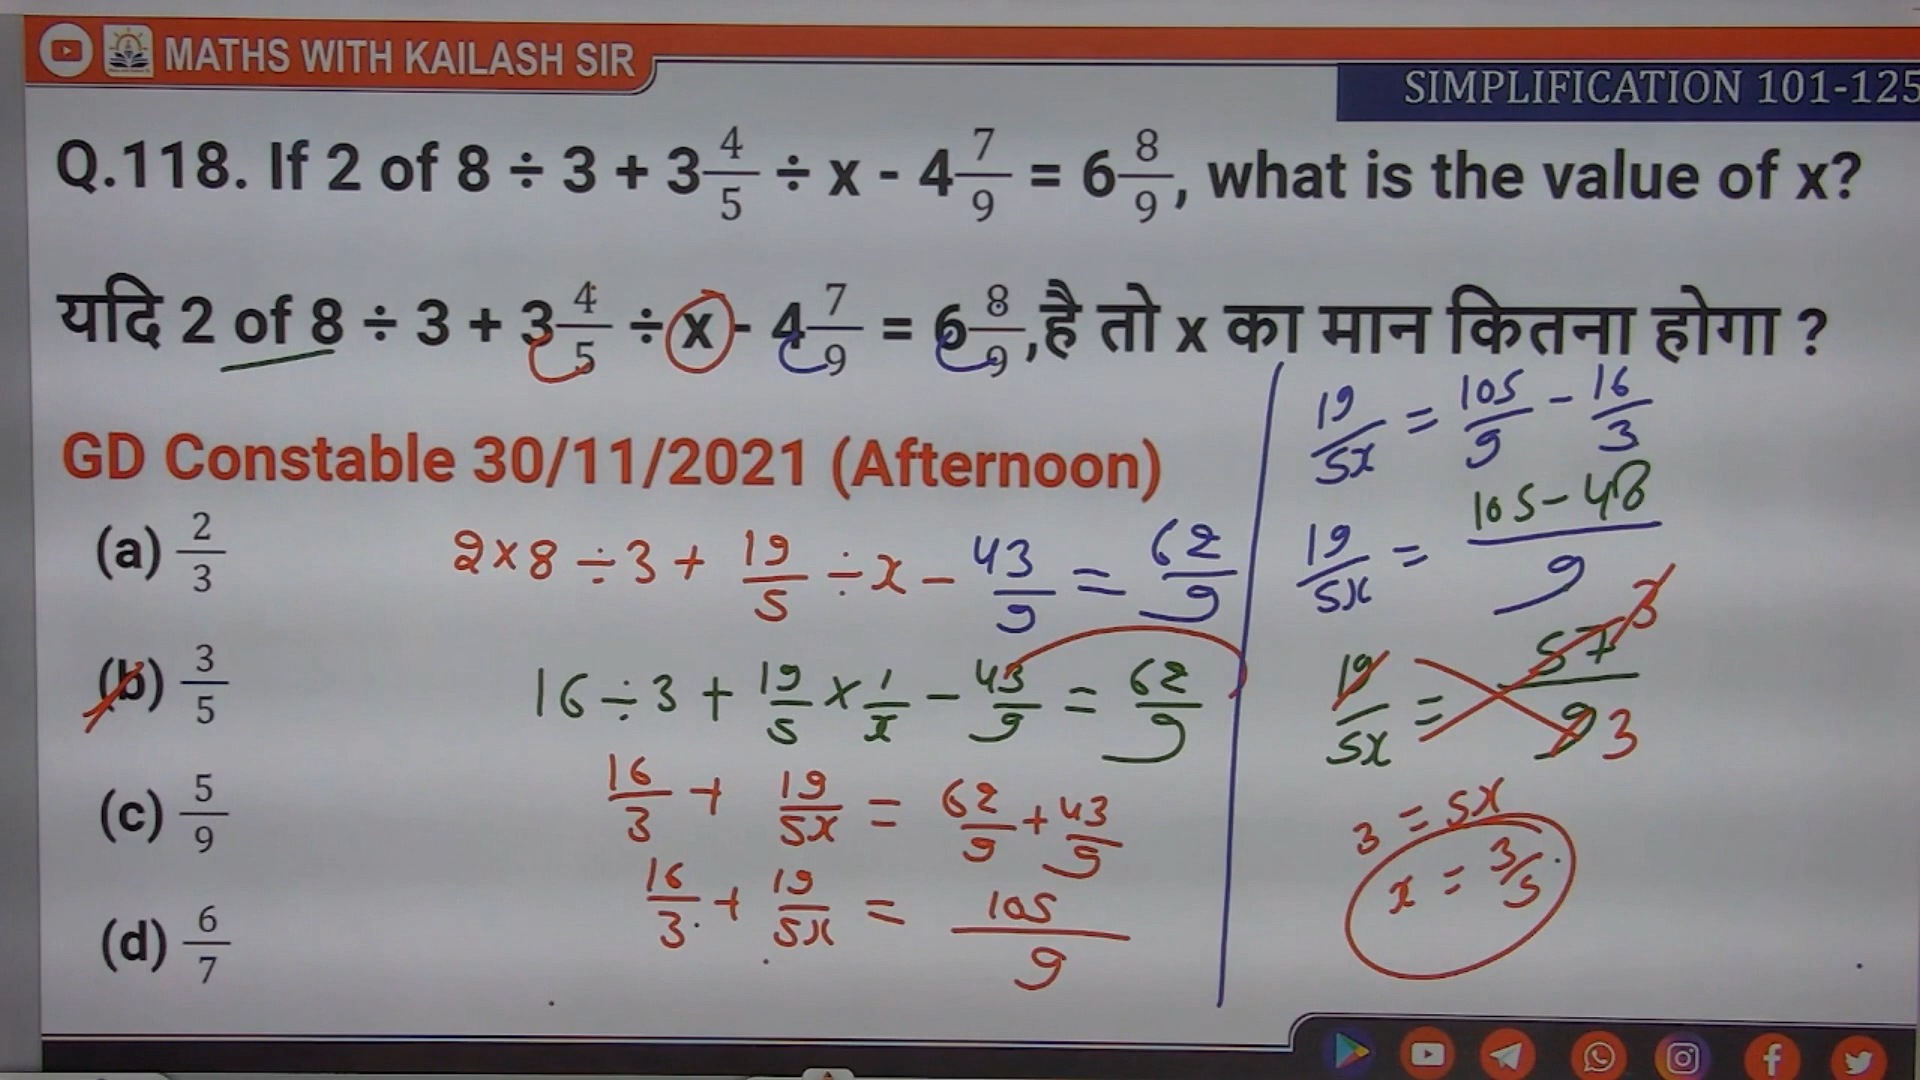 MATHS WITH KAILASH SIR
SIMPLIFICATION 101-125
Q.118. If 2 of 8 ÷ 3 + 3 4/5 ÷ x - 4 7/9 = 6 8/9, what is the value of x?
यदि 2 of 8 ÷ 3 + 3 4/5 ÷ x - 4 7/9 = 6 8/9,है तो x का मान कितना होगा ?
GD Constable 30/11/2021 (Afternoon)
(a) 2/3
(b) 3/5
(c) 5/9
(d) 6/7
2×8 ÷3+ 19/5 ÷x - 43/9 = 62/9
16÷3 + 19/5 × 1/x - 43/9 = 62/9
16/3 + 19/5x = 62/9 + 43/9
16/3 + 19/5x = 105/9
19/5x = 105/9 - 16/3
19/5x = 105-48/9
19/5x = 57/9 3 3
3 = 5x
x = 3/5